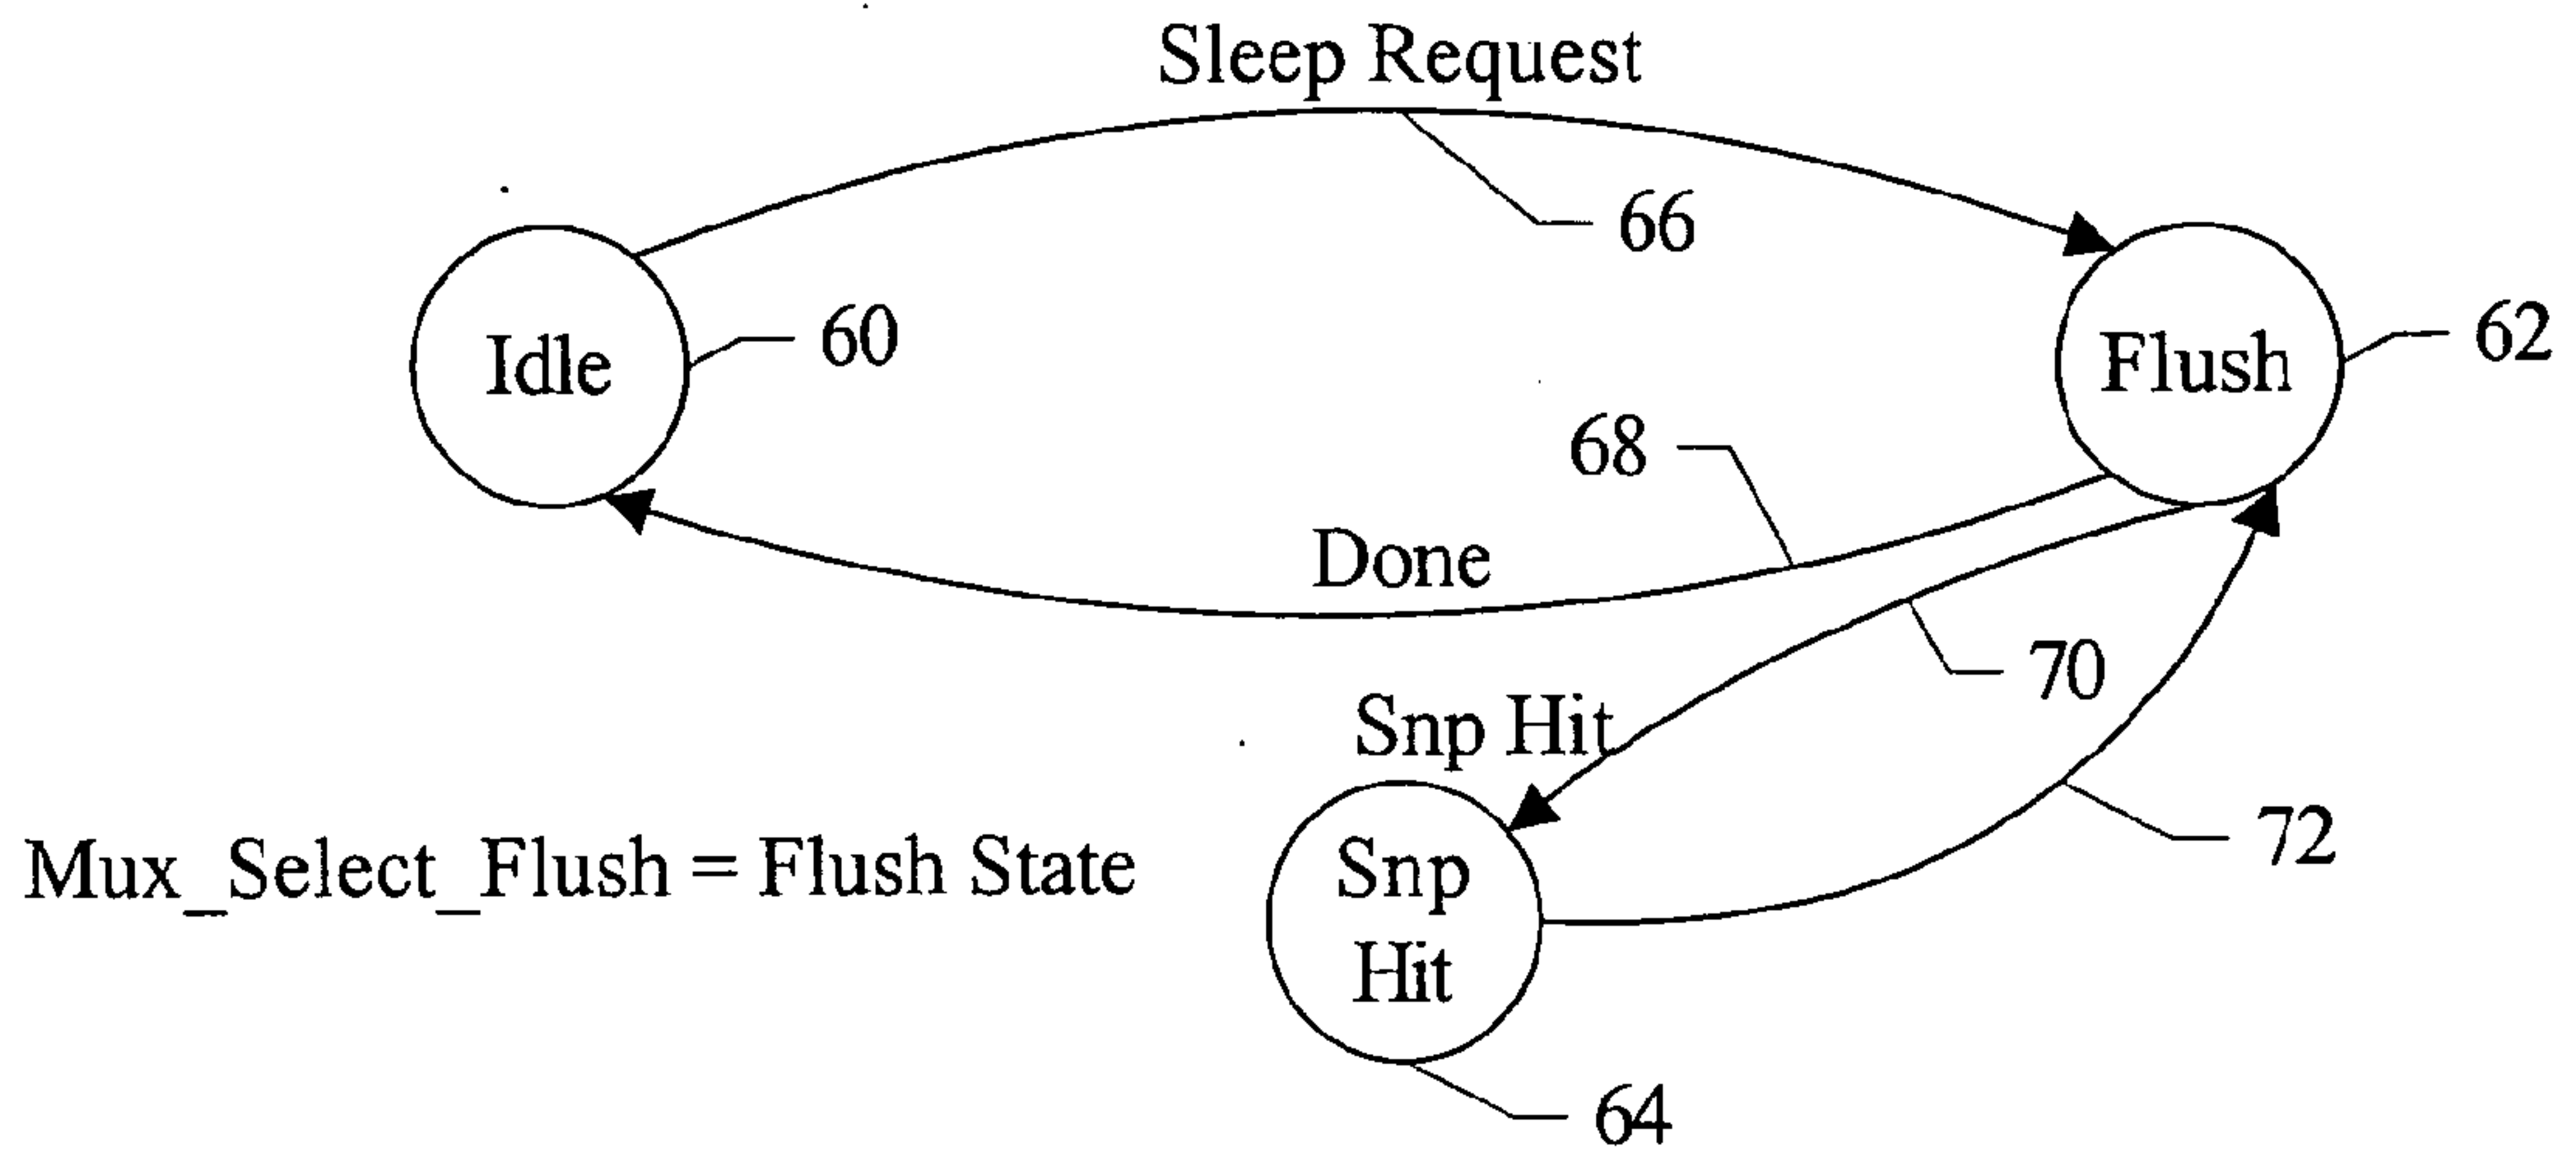 Sleep Request
66
Idle
60
Flush
62
68
Done
70
Snp Hit
72
Mux_Select_Flush = Flush State
Snp
Hit
64